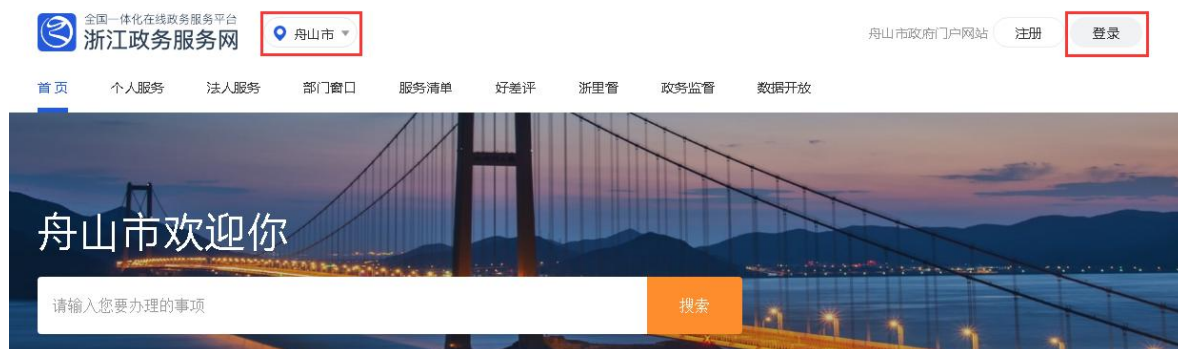 全国一体化在线政务服务平台
浙江政务服务网
舟山市
舟山市政府门户网站
注册
登录
首页 个人服务 法人服务 部门窗口 服务清单 好差评 浙里督 政务监督 数据开放
舟山市欢迎你
请输入您要办理的事项
搜索